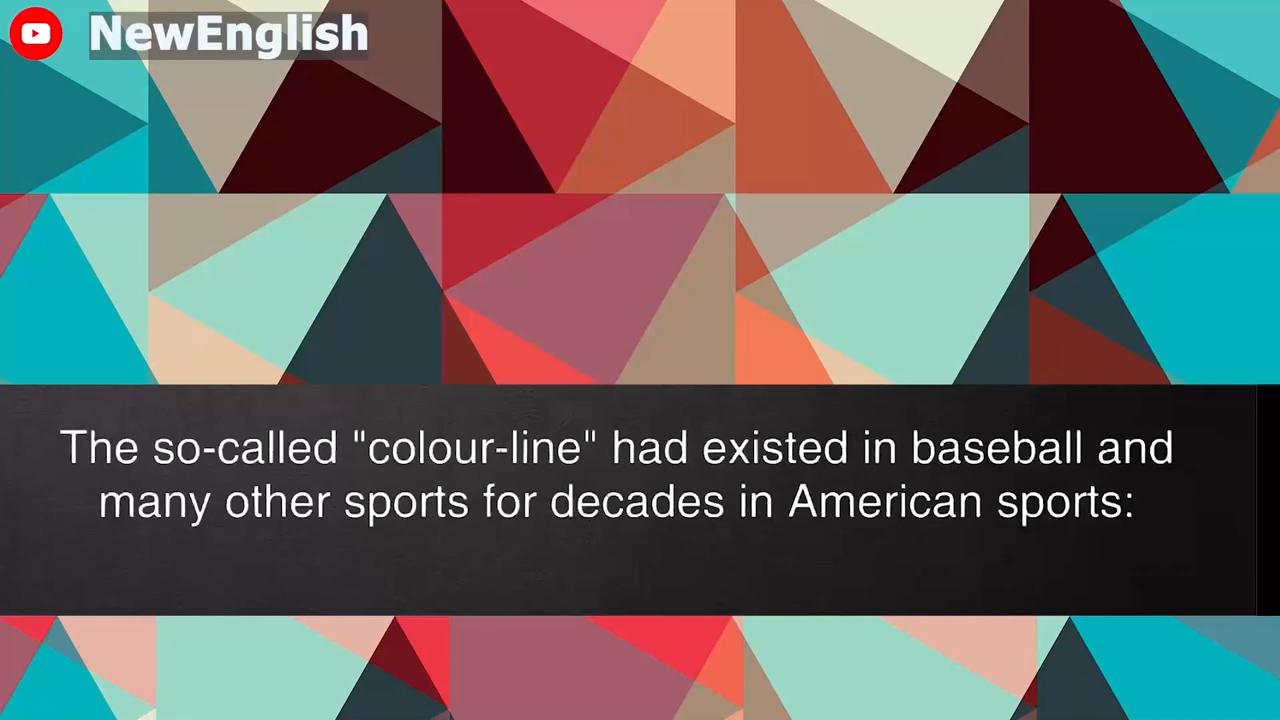 NewEnglish
The so-called "colour-line" had existed in baseball and
many other sports for decades in American sports: